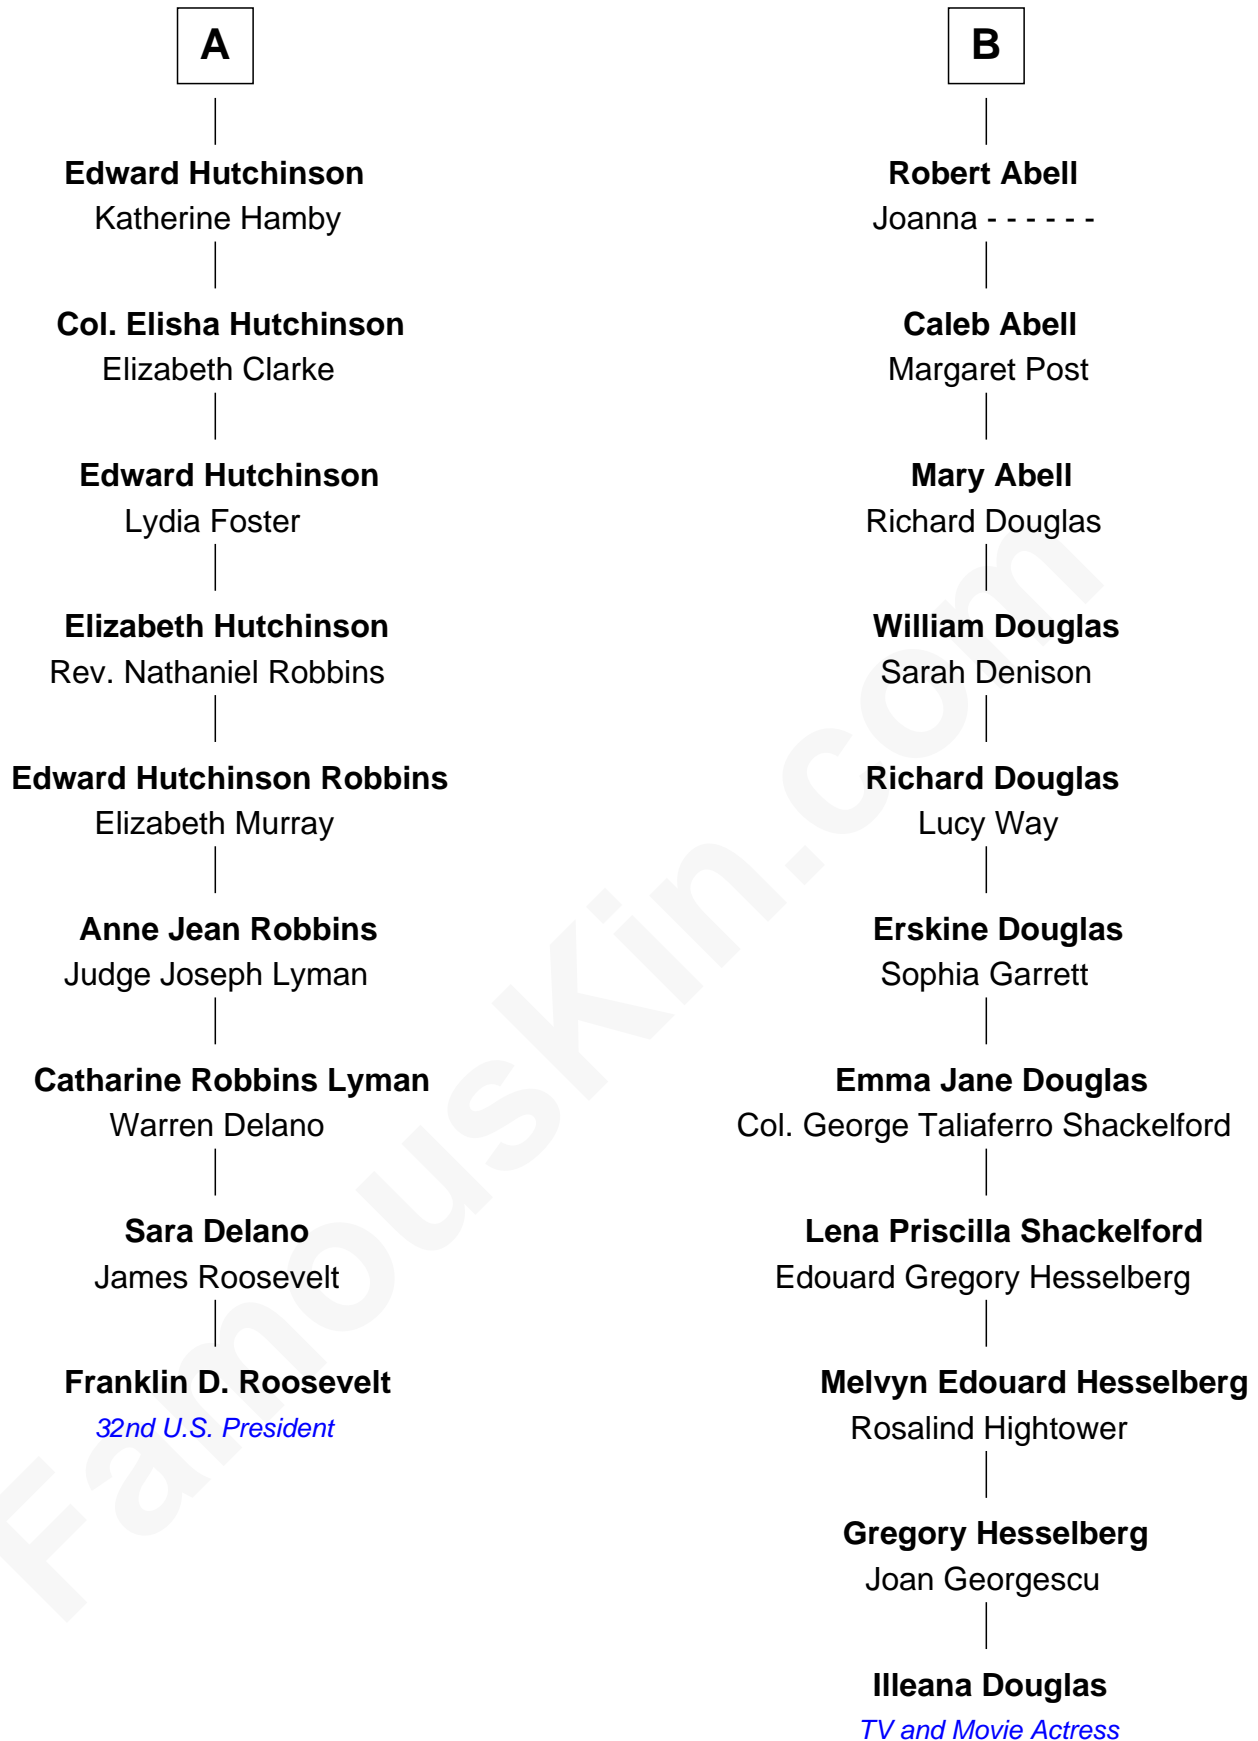 A
Edward Hutchinson
Katherine Hamby
Col. Elisha Hutchinson
Elizabeth Clarke
Edward Hutchinson
Lydia Foster
Elizabeth Hutchinson
Rev. Nathaniel Robbins
Edward Hutchinson Robbins
Elizabeth Murray
Anne Jean Robbins
Judge Joseph Lyman
Catharine Robbins Lyman
Warren Delano
Sara Delano
James Roosevelt
Franklin D. Roosevelt
32nd U.S. President
B
Robert Abell
Joanna - - - - - -
Caleb Abell
Margaret Post
Mary Abell
Richard Douglas
William Douglas
Sarah Denison
Richard Douglas
Lucy Way
Erskine Douglas
Sophia Garrett
Emma Jane Douglas
Col. George Taliaferro Shackelford
Lena Priscilla Shackelford
Edouard Gregory Hesselberg
Melvyn Edouard Hesselberg
Rosalind Hightower
Gregory Hesselberg
Joan Georgescu
Illeana Douglas
TV and Movie Actress
FamousKin.com